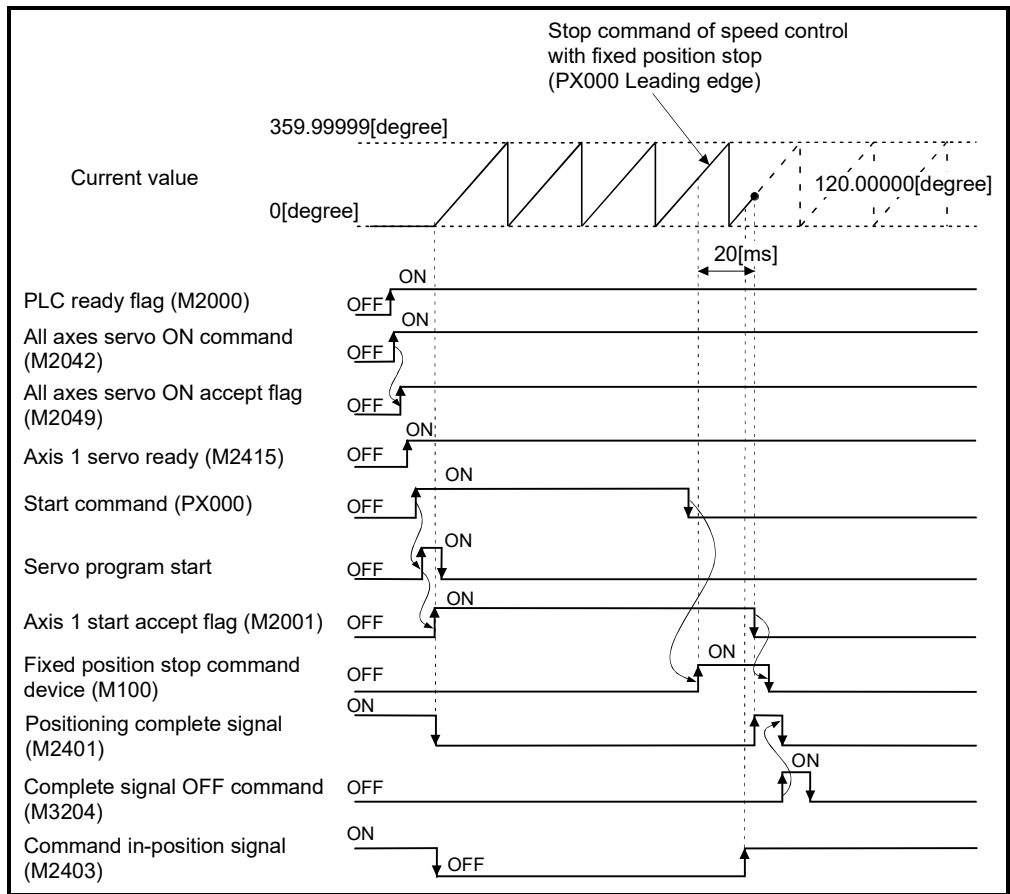 Stop command of speed control
with fixed position stop
(PX000 Leading edge)
359.99999[degree]
Current value
120.00000[degree]
0[degree]
20[ms]
ON
PLC ready flag (M2000)
OFF
ON
All axes servo ON command
(M2042)
OFF
All axes servo ON accept flag
(M2049)
OFF
ON
Axis 1 servo ready (M2415)
OFF
ON
Start command (PX000)
OFF
ON
Servo program start
OFF
ON
Axis 1 start accept flag (M2001)
OFF
ON
Fixed position stop command
device (M100)
OFF
ON
Positioning complete signal
(M2401)
ON
Complete signal OFF command
(M3204)
OFF
ON
Command in-position signal
(M2403)
OFF